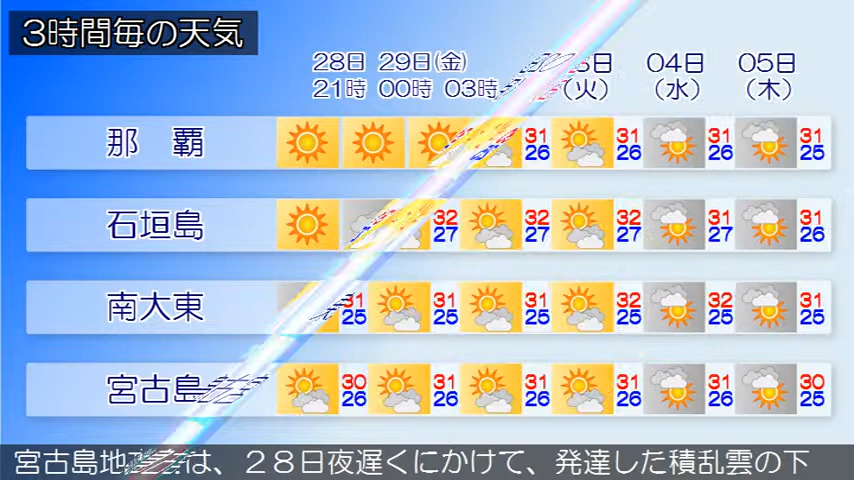 3時間毎の天気
28日 29日(金) 日 04日 05日
21時 00時 03時 (火) (水) (木)
那　覇 31 31 31 31
26 26 26 25
石垣島 32 32 32 31 31
27 27 27 27 26
南大東 31 31 31 32 32 31
25 25 25 25 25 25
宮古島 30 31 31 31 31 30
26 26 26 26 26 25
宮古島地 は、２８日夜遅くにかけて、発達した積乱雲の下